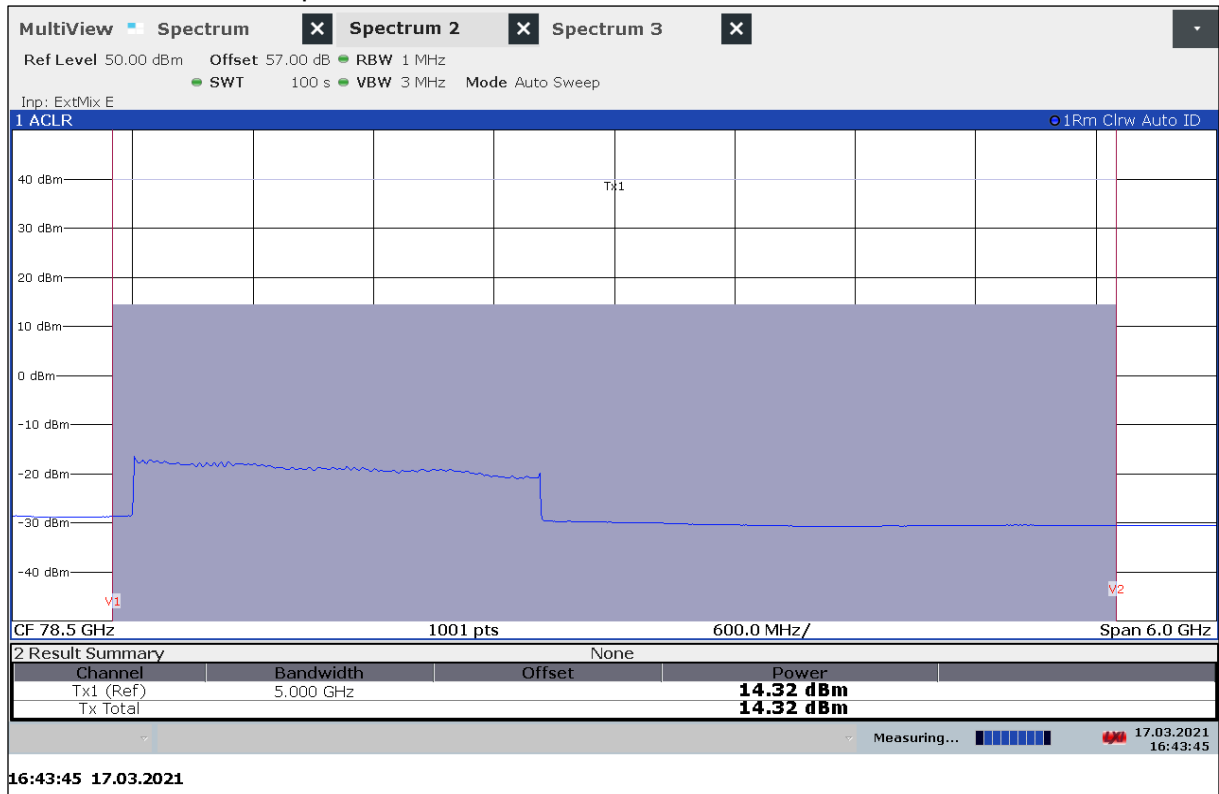 MultiView Spectrum X Spectrum 2 X Spectrum 3 X
Ref Level 50.00 dBm Offset 57.00 dB RBW 1 MHz
SWT 100 s VBW 3 MHz Mode Auto Sweep
Inp: ExtMix E
1 ACLR 1Rm Clrw Auto ID
40 dBm
Tx1
30 dBm
20 dBm
10 dBm
0 dBm
-10 dBm
-20 dBm
-30 dBm
-40 dBm
V1 V2
CF 78.5 GHz 1001 pts 600.0 MHz/ Span 6.0 GHz
2 Result Summary None
Channel Bandwidth Offset Power
Tx1 (Ref) 5.000 GHz 14.32 dBm
Tx Total 14.32 dBm
Measuring... 17.03.2021
16:43:45
16:43:45 17.03.2021